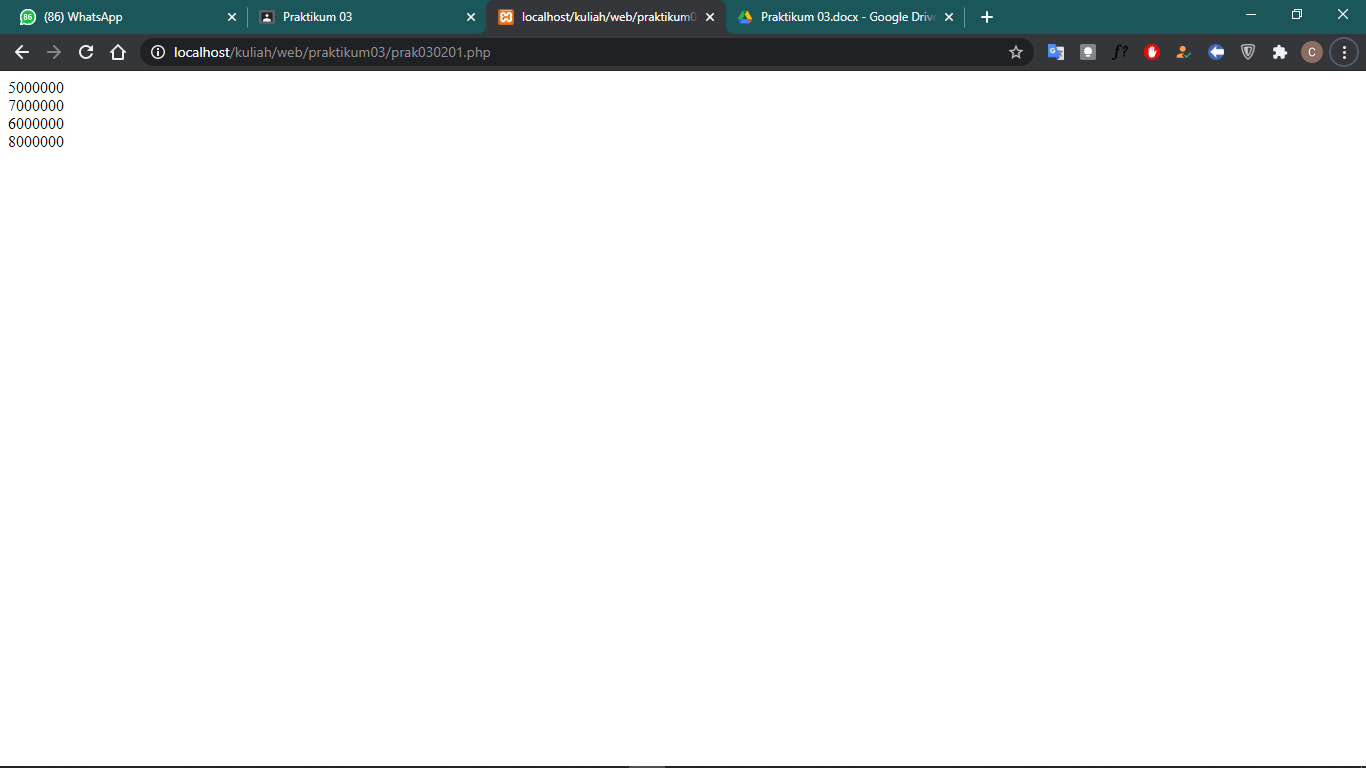 86 (86) WhatsApp
Praktikum 03
localhost/kuliah/web/praktikum0
Praktikum 03.docx - Google Drive
localhost/kuliah/web/praktikum03/prak030201.php
f?
C
5000000
7000000
6000000
8000000